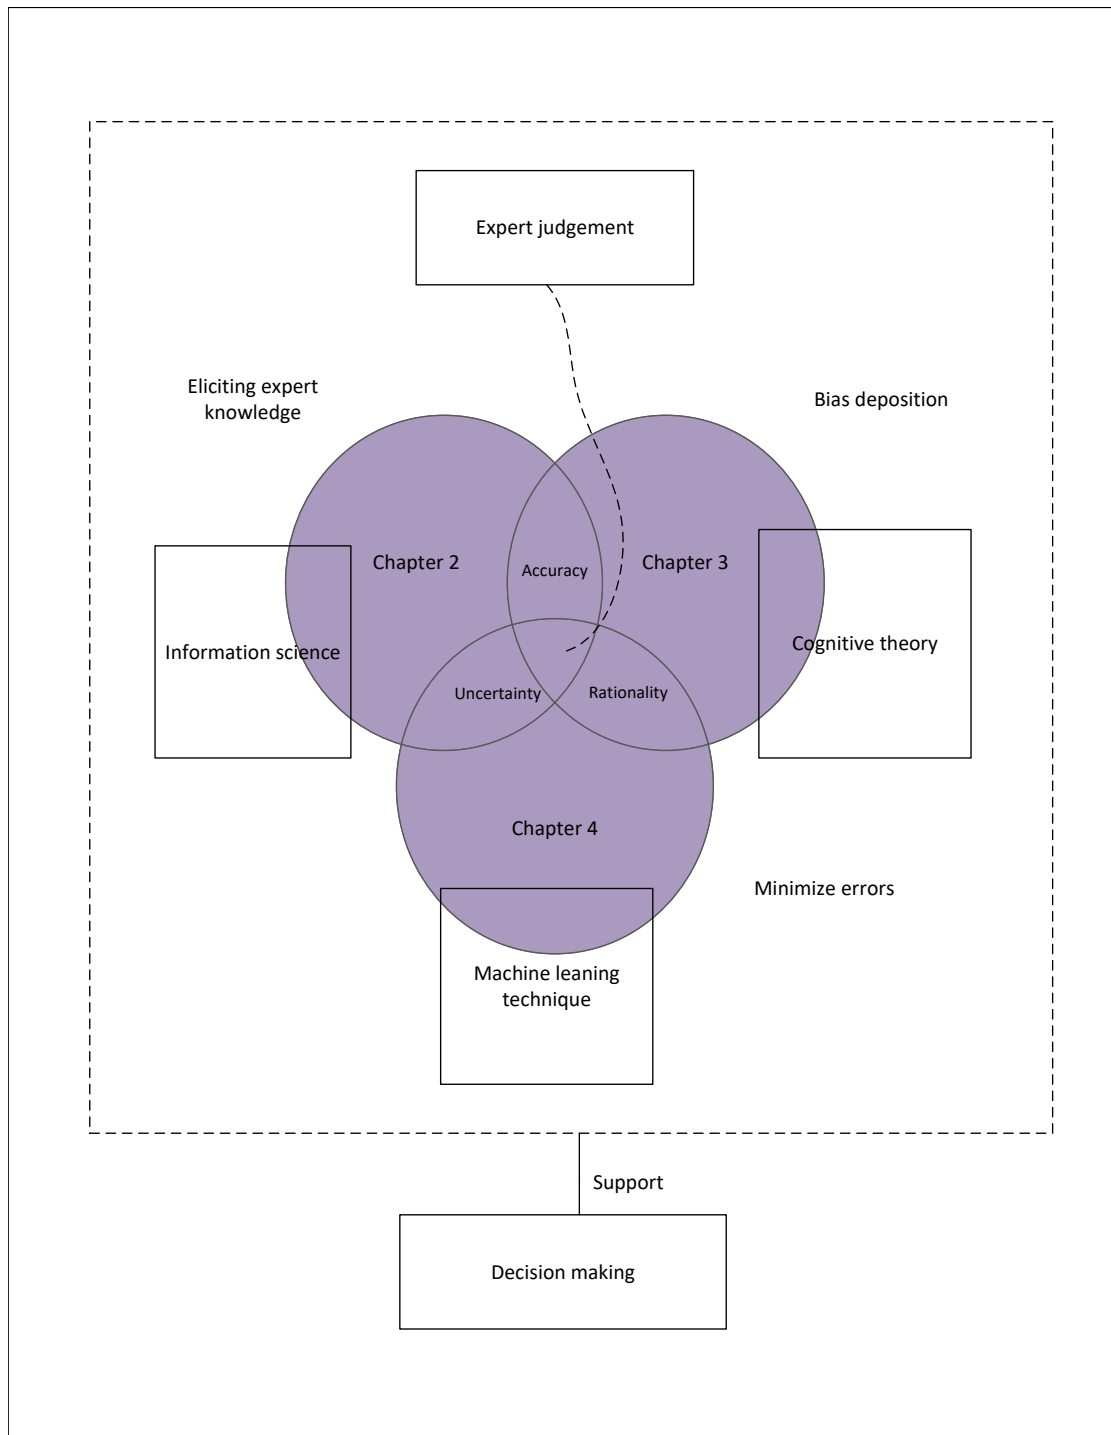 Expert judgement
Eliciting expert
knowledge
Bias deposition
Chapter 2
Accuracy
Chapter 3
Information science
Cognitive theory
Uncertainty
Rationality
Chapter 4
Minimize errors
Machine leaning
technique
Support
Decision making